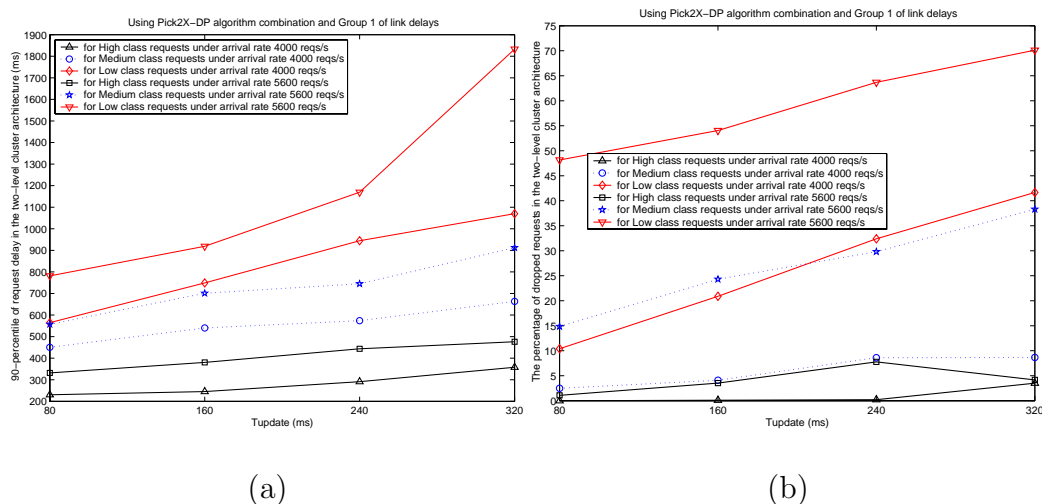 Using Pick2X-DP algorithm combination and Group 1 of link delays
90-percentile of request delay in the two-level cluster architecture (ms)
1900
1800
1700
1600
1500
1400
1300
1200
1100
1000
900
800
700
600
500
400
300
200
for High class requests under arrival rate 4000 reqs/s
for Medium class requests under arrival rate 4000 reqs/s
for Low class requests under arrival rate 4000 reqs/s
for High class requests under arrival rate 5600 reqs/s
for Medium class requests under arrival rate 5600 reqs/s
for Low class requests under arrival rate 5600 reqs/s
80 160 240 320
Tupdate (ms)
(a)
Using Pick2X-DP algorithm combination and Group 1 of link delays
The percentage of dropped requests in the two-level cluster architecture
75
70
65
60
55
50
45
40
35
30
25
20
15
10
5
0
for High class requests under arrival rate 4000 reqs/s
for Medium class requests under arrival rate 4000 reqs/s
for Low class requests under arrival rate 4000 reqs/s
for High class requests under arrival rate 5600 reqs/s
for Medium class requests under arrival rate 5600 reqs/s
for Low class requests under arrival rate 5600 reqs/s
80 160 240 320
Tupdate (ms)
(b)